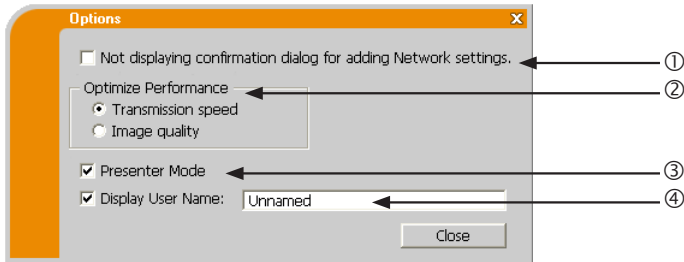 Options
Not displaying confirmation dialog for adding Network settings.
①
Optimize Performance
②
Transmission speed
Image quality
Presenter Mode
③
Display User Name: Unnamed
④
Close